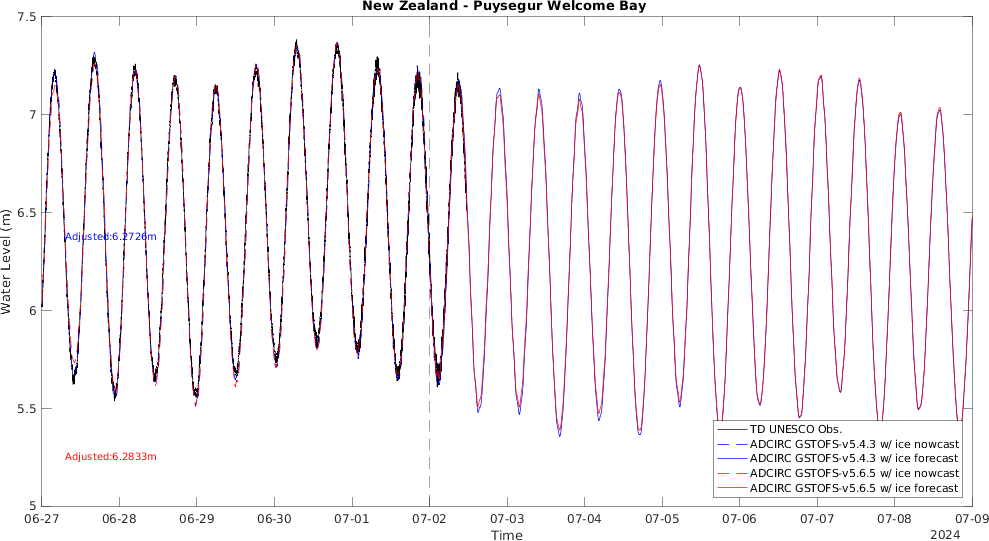 New Zealand - Puysegur Welcome Bay
7.5
7
6.5
6
5.5
5
Water Level (m)
Adjusted:6.2726m
Adjusted:6.2833m
TD UNESCO Obs.
ADCIRC GSTOFS-v5.4.3 w/ ice nowcast
ADCIRC GSTOFS-v5.4.3 w/ ice forecast
ADCIRC GSTOFS-v5.6.5 w/ ice nowcast
ADCIRC GSTOFS-v5.6.5 w/ ice forecast
06-27 06-28 06-29 06-30 07-01 07-02 07-03 07-04 07-05 07-06 07-07 07-08 07-09
Time
2024